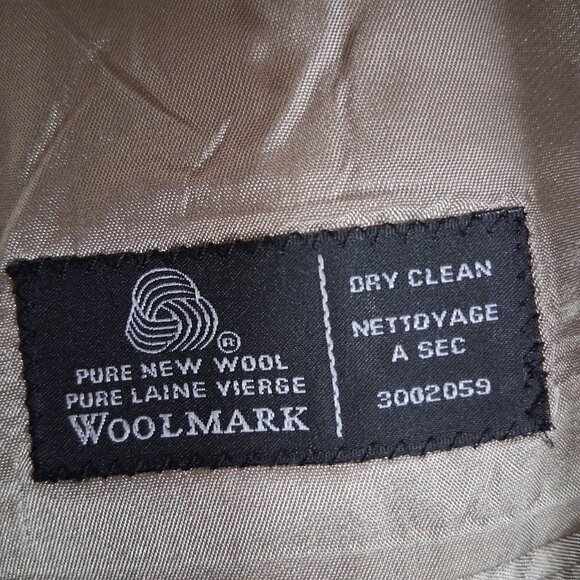 ®
PURE NEW WOOL
PURE LAINE VIERGE
WOOLMARK
DRY CLEAN
NETTOYAGE
A SEC
3002059